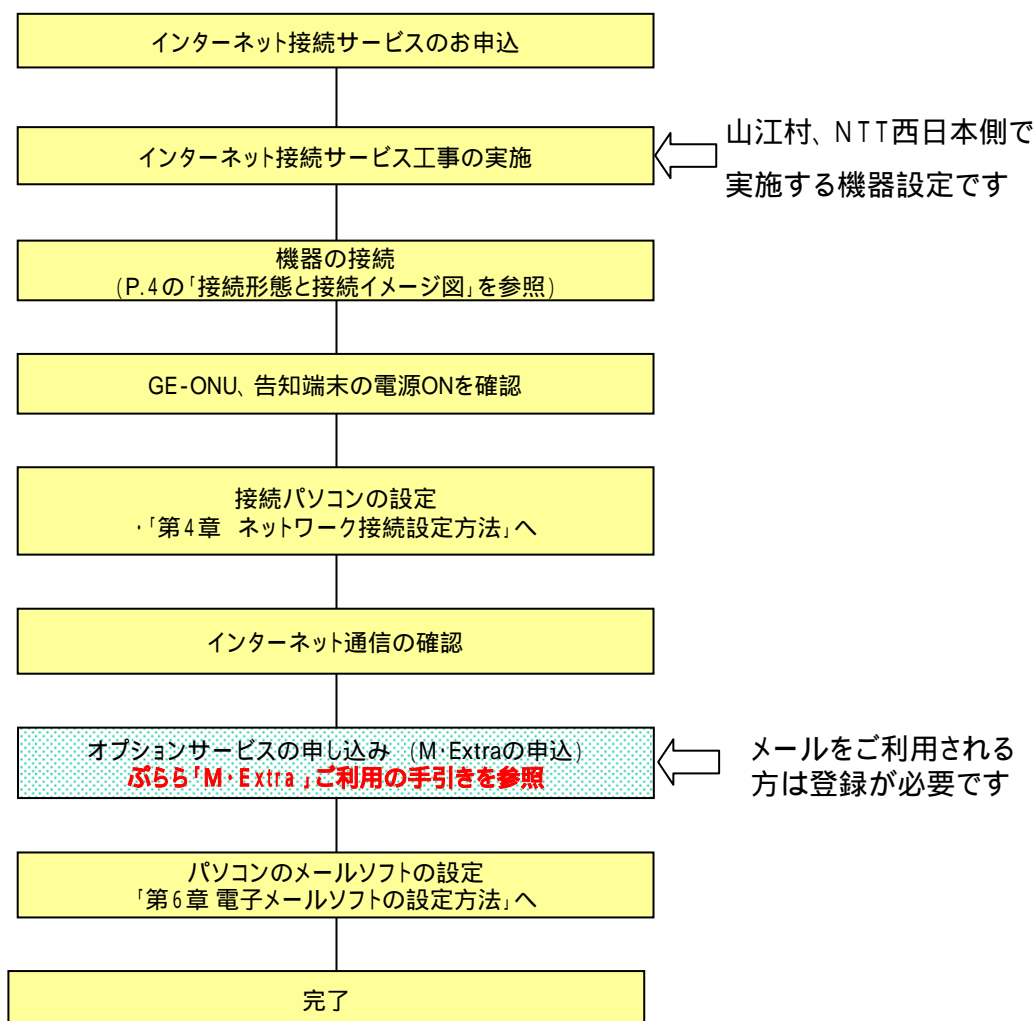 インターネット接続サービスのお申込
インターネット接続サービス工事の実施
山江村、NTT西日本側で
実施する機器設定です
機器の接続
(P.4の「接続形態と接続イメージ図」を参照)
GE-ONU、告知端末の電源ONを確認
接続パソコンの設定
・「第4章 ネットワーク接続設定方法」へ
インターネット通信の確認
オプションサービスの申し込み (M・Extraの申込)
ぷらら「M・Extra」ご利用の手引きを参照
メールをご利用される
方は登録が必要です
パソコンのメールソフトの設定
「第6章 電子メールソフトの設定方法」へ
完了